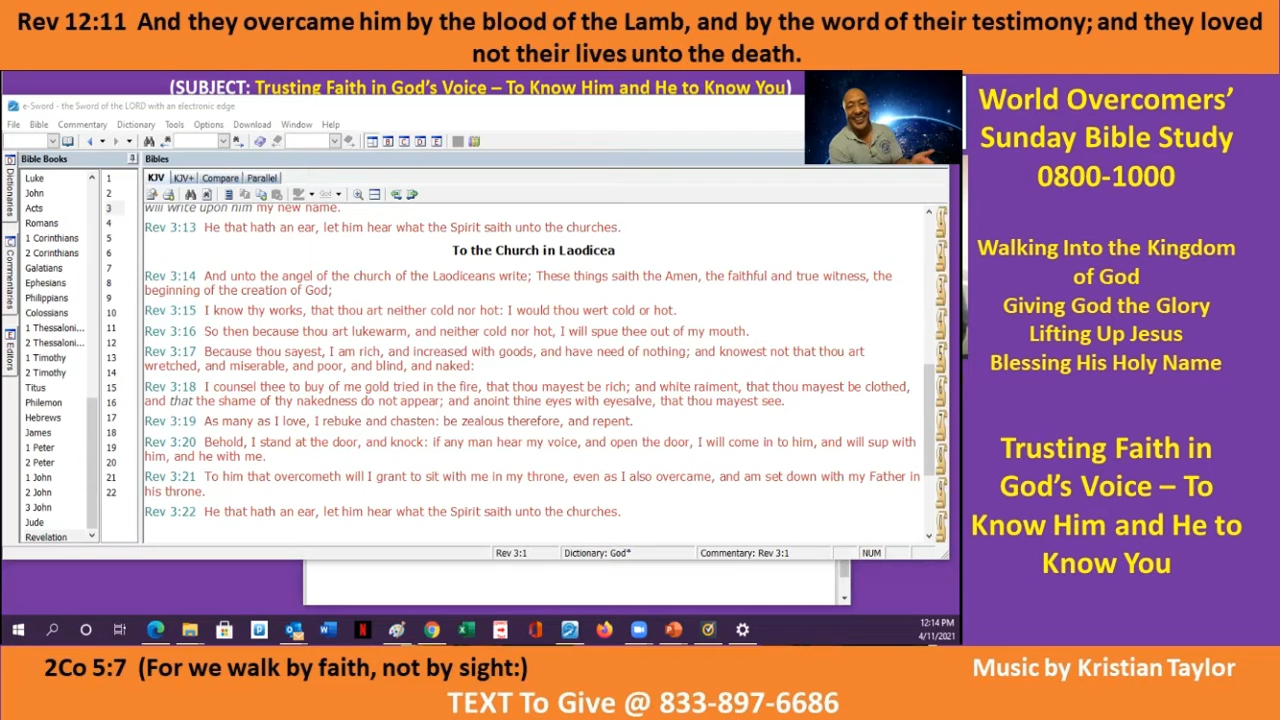 Rev 12:11 And they overcame him by the blood of the Lamb, and by the word of their testimony; and they loved
not their lives unto the death.
(SUBJECT: Trusting Faith in God's Voice – To Know Him and He to Know You)
e-Sword - the Sword of the LORD with an electronic edge
File Bible Commentary Dictionary Tools Options Download Window Help
B C D E
Bible Books
Bibles
KJV KJV+ Compare Parallel
Dictionaries
Commentaries
Editors
Luke
John
Acts
Romans
1 Corinthians
2 Corinthians
Galatians
Ephesians
Philippians
Colossians
1 Thessaloni...
2 Thessaloni...
1 Timothy
2 Timothy
Titus
Philemon
Hebrews
James
1 Peter
2 Peter
1 John
2 John
3 John
Jude
Revelation
1
2
3
4
5
6
7
8
9
10
11
12
13
14
15
16
17
18
19
20
21
22
will write upon him my new name.
Rev 3:13 He that hath an ear, let him hear what the Spirit saith unto the churches.
To the Church in Laodicea
Rev 3:14 And unto the angel of the church of the Laodiceans write; These things saith the Amen, the faithful and true witness, the
beginning of the creation of God;
Rev 3:15 I know thy works, that thou art neither cold nor hot: I would thou wert cold or hot.
Rev 3:16 So then because thou art lukewarm, and neither cold nor hot, I will spue thee out of my mouth.
Rev 3:17 Because thou sayest, I am rich, and increased with goods, and have need of nothing; and knowest not that thou art
wretched, and miserable, and poor, and blind, and naked:
Rev 3:18 I counsel thee to buy of me gold tried in the fire, that thou mayest be rich; and white raiment, that thou mayest be clothed,
and that the shame of thy nakedness do not appear; and anoint thine eyes with eyesalve, that thou mayest see.
Rev 3:19 As many as I love, I rebuke and chasten: be zealous therefore, and repent.
Rev 3:20 Behold, I stand at the door, and knock: if any man hear my voice, and open the door, I will come in to him, and will sup with
him, and he with me.
Rev 3:21 To him that overcometh will I grant to sit with me in my throne, even as I also overcame, and am set down with my Father in
his throne.
Rev 3:22 He that hath an ear, let him hear what the Spirit saith unto the churches.
Rev 3:1 Dictionary: God* Commentary: Rev 3:1 NUM
12:14 PM
4/11/2021
World Overcomers'
Sunday Bible Study
0800-1000
Walking Into the Kingdom
of God
Giving God the Glory
Lifting Up Jesus
Blessing His Holy Name
Trusting Faith in
God's Voice – To
Know Him and He to
Know You
2Co 5:7 (For we walk by faith, not by sight:)
Music by Kristian Taylor
TEXT To Give @ 833-897-6686